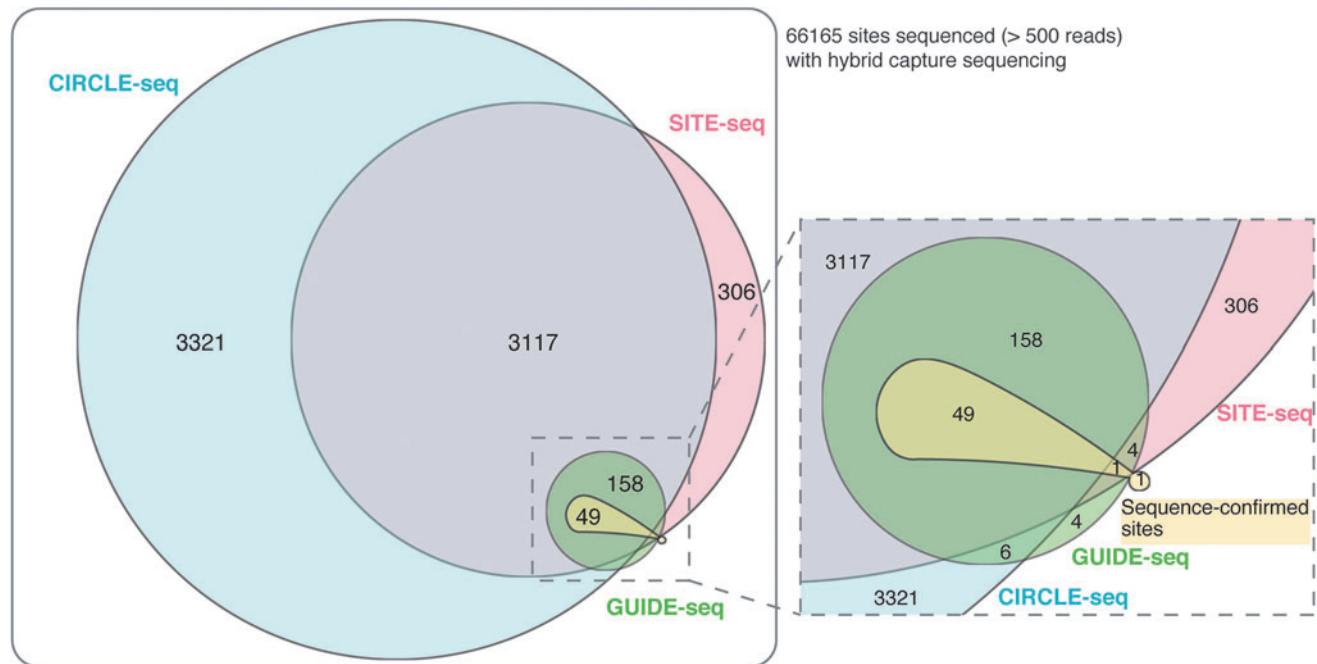 66165 sites sequenced (> 500 reads)
with hybrid capture sequencing
CIRCLE-seq
SITE-seq
306
3321
3117
158
49
GUIDE-seq
3117
306
158
SITE-seq
49
4
1
1
Sequence-confirmed
sites
4
GUIDE-seq
6
3321
CIRCLE-seq